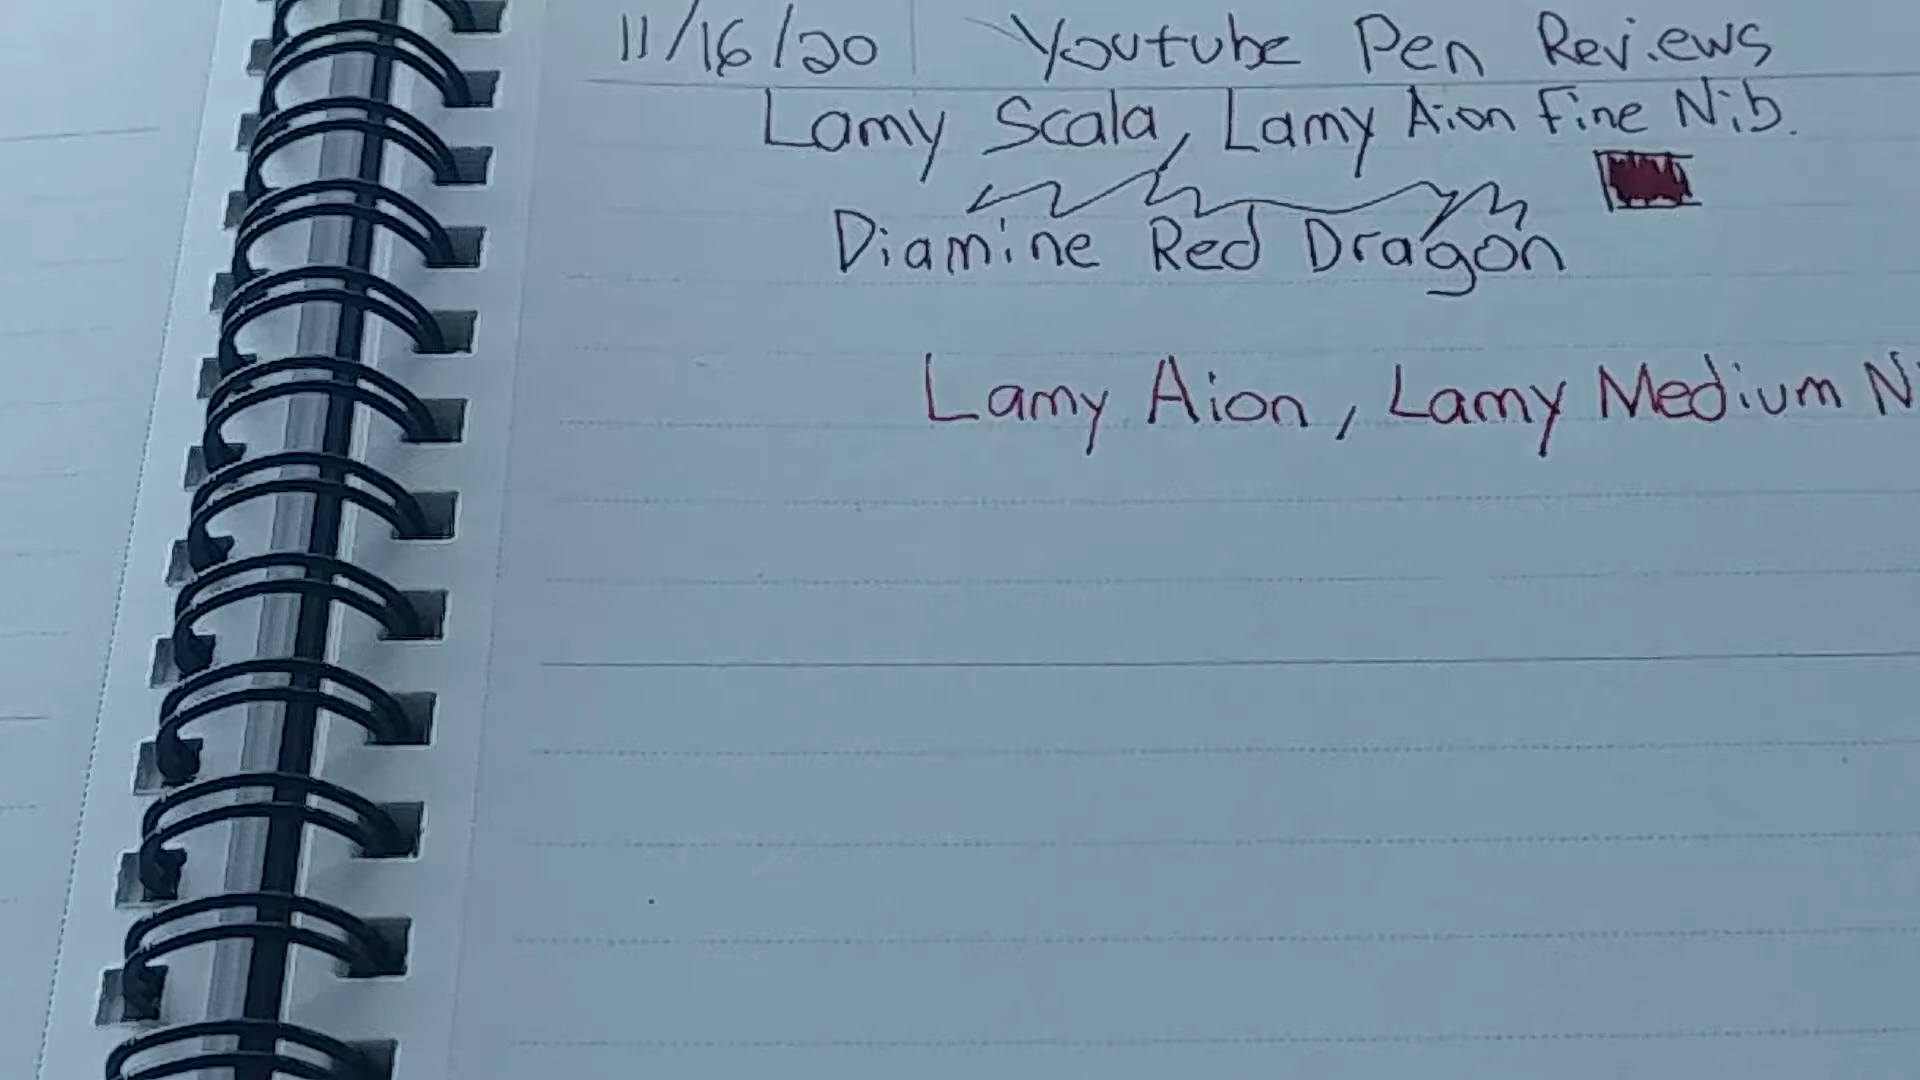 11/16/20 Youtube Pen Reviews
Lamy Scala, Lamy Aion Fine Nib.
Diamine Red Dragon
Lamy Aion, Lamy Medium